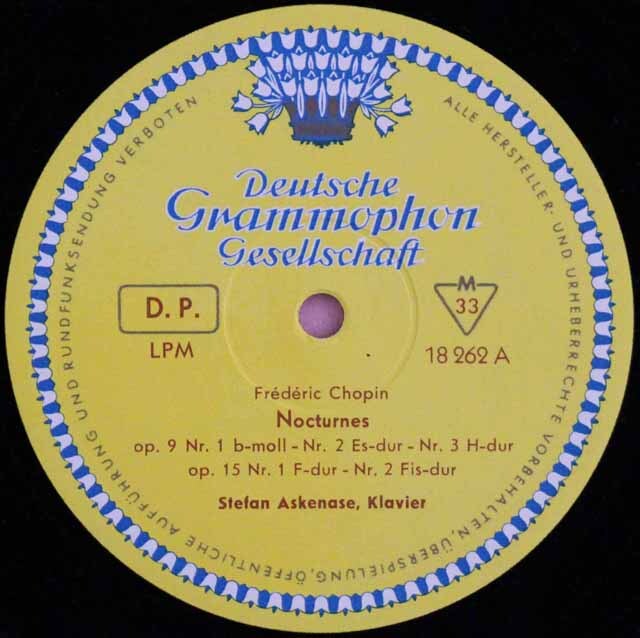 Deutsche
Grammophon
Gesellschaft
D. P.
LPM
M
33
18 262 A
Frédéric Chopin
Nocturnes
op. 9 Nr. 1 b-moll - Nr. 2 Es-dur - Nr. 3 H-dur
op. 15 Nr. 1 F-dur - Nr. 2 Fis-dur
Stefan Askenase, Klavier
ALLE HERSTELLER- UND URHEBERRECHTE VORBEHALTEN, ÜBERSPIELUNG, ÖFFENTLICHE AUFFÜHRUNG UND RUNDFUNKSENDUNG VERBOTEN